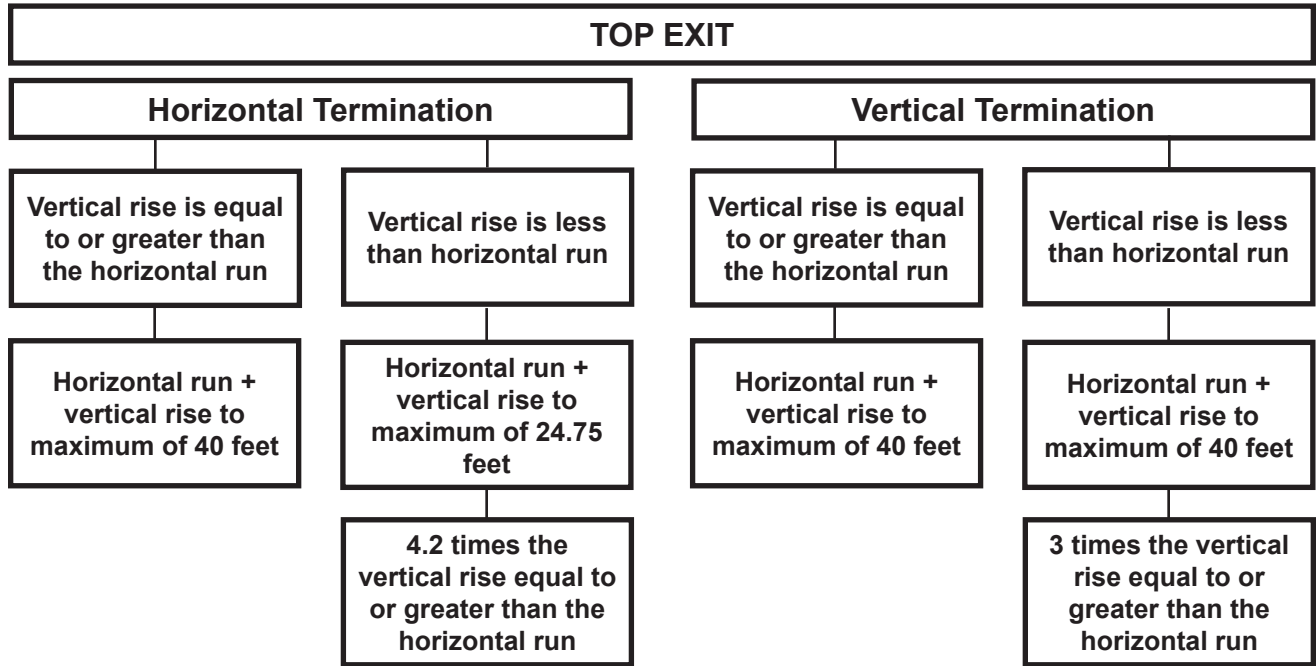 TOP EXIT
Horizontal Termination
Vertical Termination
Vertical rise is equal
to or greater than
the horizontal run
Vertical rise is less
than horizontal run
Vertical rise is equal
to or greater than
the horizontal run
Vertical rise is less
than horizontal run
Horizontal run +
vertical rise to
maximum of 40 feet
Horizontal run +
vertical rise to
maximum of 24.75
feet
Horizontal run +
vertical rise to
maximum of 40 feet
Horizontal run +
vertical rise to
maximum of 40 feet
4.2 times the
vertical rise equal to
or greater than the
horizontal run
3 times the vertical
rise equal to or
greater than the
horizontal run